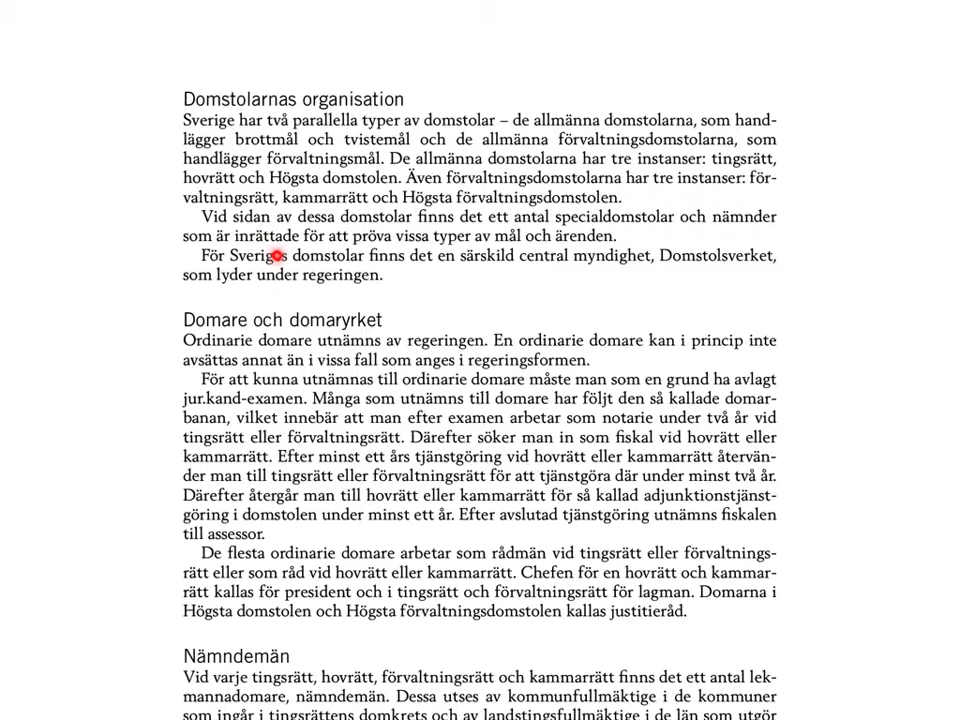 Domstolarnas organisation
Sverige har två parallella typer av domstolar – de allmänna domstolarna, som hand-
lägger brottmål och tvistemål och de allmänna förvaltningsdomstolarna, som
handlägger förvaltningsmål. De allmänna domstolarna har tre instanser: tingsrätt,
hovrätt och Högsta domstolen. Även förvaltningsdomstolarna har tre instanser: för-
valtningsrätt, kammarrätt och Högsta förvaltningsdomstolen.
Vid sidan av dessa domstolar finns det ett antal specialdomstolar och nämnder
som är inrättade för att pröva vissa typer av mål och ärenden.
För Sveriges domstolar finns det en särskild central myndighet, Domstolsverket,
som lyder under regeringen.
Domare och domaryrket
Ordinarie domare utnämns av regeringen. En ordinarie domare kan i princip inte
avsättas annat än i vissa fall som anges i regeringsformen.
För att kunna utnämnas till ordinarie domare måste man som en grund ha avlagt
jur.kand-examen. Många som utnämns till domare har följt den så kallade domar-
banan, vilket innebär att man efter examen arbetar som notarie under två år vid
tingsrätt eller förvaltningsrätt. Därefter söker man in som fiskal vid hovrätt eller
kammarrätt. Efter minst ett års tjänstgöring vid hovrätt eller kammarrätt återvän-
der man till tingsrätt eller förvaltningsrätt för att tjänstgöra där under minst två år.
Därefter återgår man till hovrätt eller kammarrätt för så kallad adjunktionstjänst-
göring i domstolen under minst ett år. Efter avslutad tjänstgöring utnämns fiskalen
till assessor.
De flesta ordinarie domare arbetar som rådmän vid tingsrätt eller förvaltnings-
rätt eller som råd vid hovrätt eller kammarrätt. Chefen för en hovrätt och kammar-
rätt kallas för president och i tingsrätt och förvaltningsrätt för lagman. Domarna i
Högsta domstolen och Högsta förvaltningsdomstolen kallas justitieråd.
Nämndemän
Vid varje tingsrätt, hovrätt, förvaltningsrätt och kammarrätt finns det ett antal lek-
mannadomare, nämndemän. Dessa utses av kommunfullmäktige i de kommuner
som ingår i tingsrättens domkrets och av landstingsfullmäktige i de län som utgör